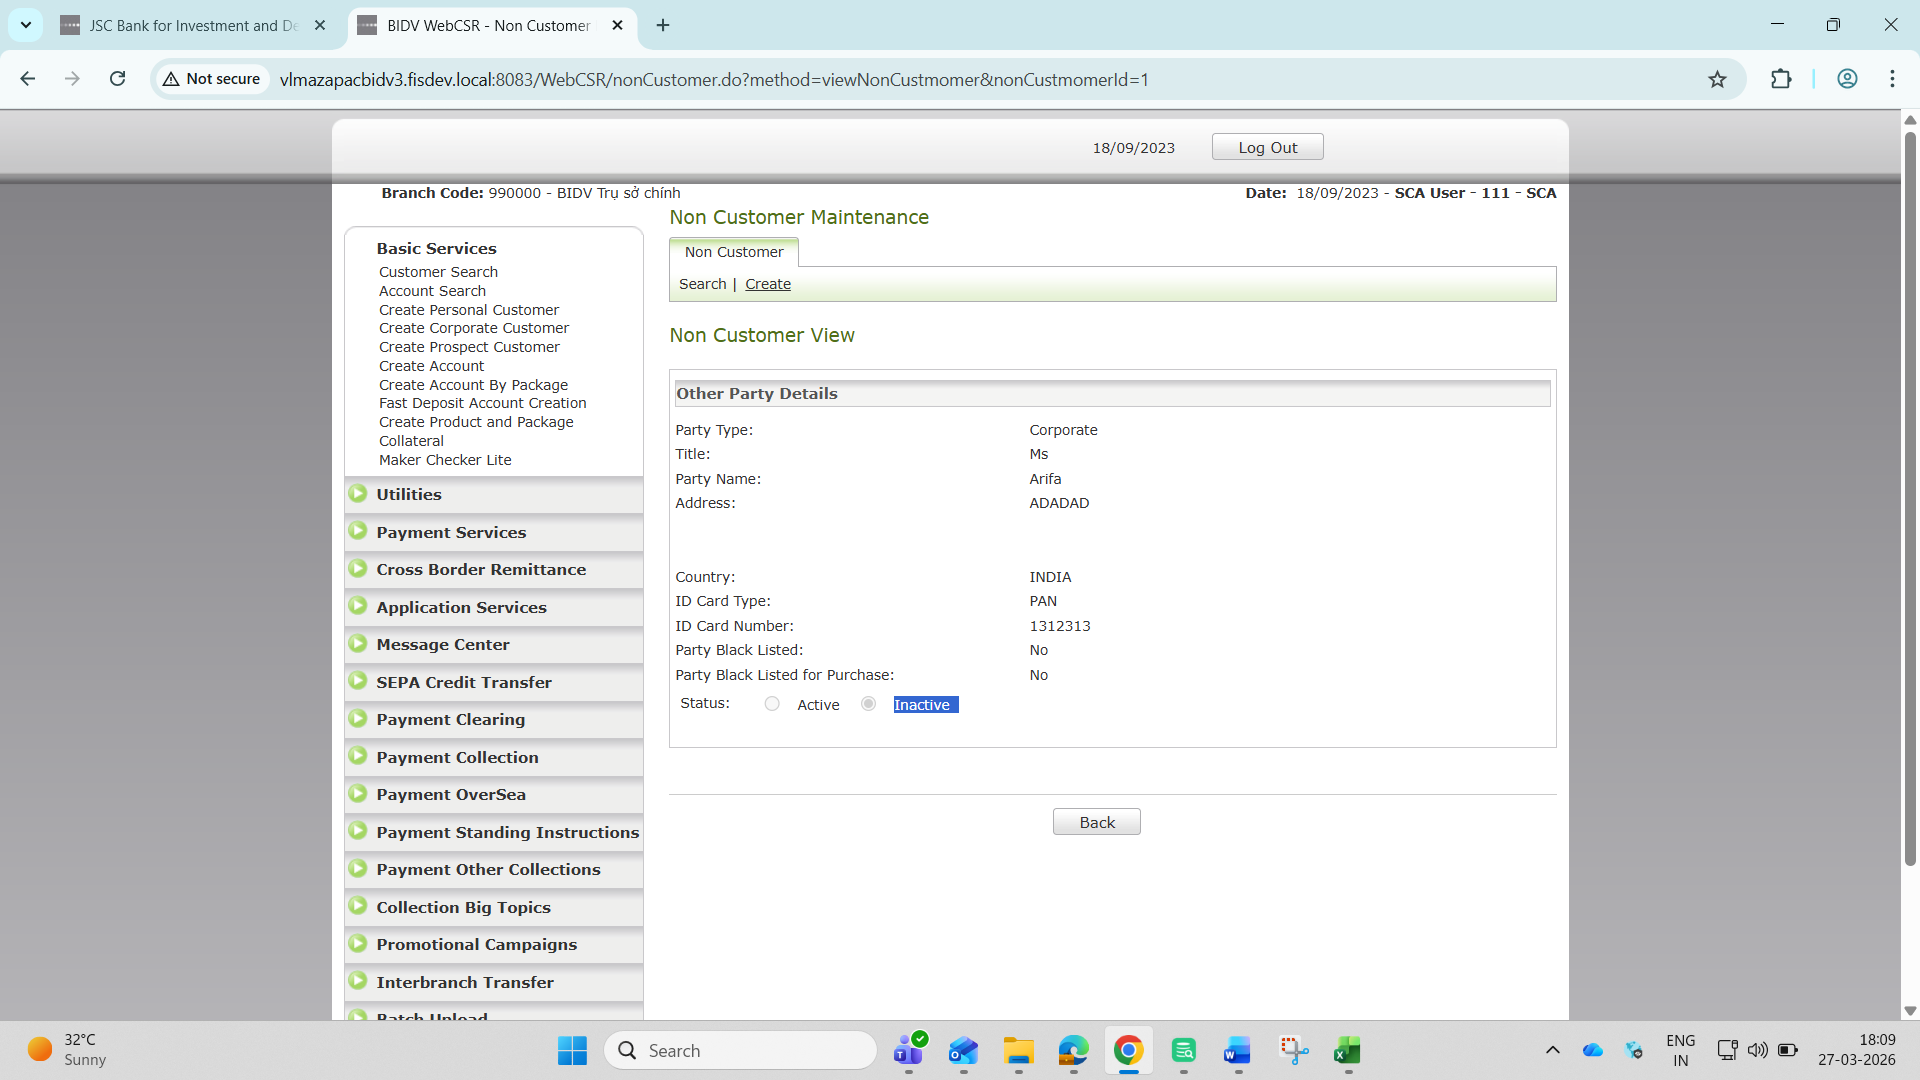 JSC Bank for Investment and De
BIDV WebCSR - Non Customer
Not secure
vlmazapacbidv3.fisdev.local:8083/WebCSR/nonCustomer.do?method=viewNonCustmomer&nonCustmomerId=1
18/09/2023
Log Out
Branch Code: 990000 - BIDV Trụ sở chính
Date: 18/09/2023 - SCA User - 111 - SCA
Basic Services
Customer Search
Account Search
Create Personal Customer
Create Corporate Customer
Create Prospect Customer
Create Account
Create Account By Package
Fast Deposit Account Creation
Create Product and Package
Collateral
Maker Checker Lite
Utilities
Payment Services
Cross Border Remittance
Application Services
Message Center
SEPA Credit Transfer
Payment Clearing
Payment Collection
Payment OverSea
Payment Standing Instructions
Payment Other Collections
Collection Big Topics
Promotional Campaigns
Interbranch Transfer
Batch Upload
Non Customer Maintenance
Non Customer
Search | Create
Non Customer View
Other Party Details
Party Type: Corporate
Title: Ms
Party Name: Arifa
Address: ADADAD
Country: INDIA
ID Card Type: PAN
ID Card Number: 1312313
Party Black Listed: No
Party Black Listed for Purchase: No
Status: Active Inactive
Back
32°C
Sunny
Search
ENG
IN
18:09
27-03-2026